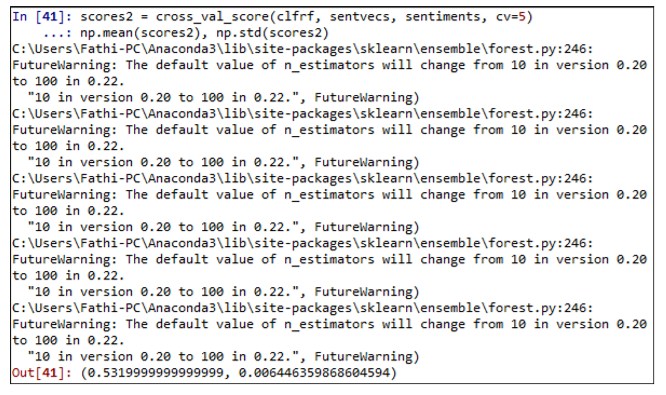 In [41]: scores2 = cross_val_score(clfrf, sentvecs, sentiments, cv=5)
    ...: np.mean(scores2), np.std(scores2)
C:\Users\Fathi-PC\Anaconda3\lib\site-packages\sklearn\ensemble\forest.py:246:
FutureWarning: The default value of n_estimators will change from 10 in version 0.20
to 100 in 0.22.
  "10 in version 0.20 to 100 in 0.22.", FutureWarning)
C:\Users\Fathi-PC\Anaconda3\lib\site-packages\sklearn\ensemble\forest.py:246:
FutureWarning: The default value of n_estimators will change from 10 in version 0.20
to 100 in 0.22.
  "10 in version 0.20 to 100 in 0.22.", FutureWarning)
C:\Users\Fathi-PC\Anaconda3\lib\site-packages\sklearn\ensemble\forest.py:246:
FutureWarning: The default value of n_estimators will change from 10 in version 0.20
to 100 in 0.22.
  "10 in version 0.20 to 100 in 0.22.", FutureWarning)
C:\Users\Fathi-PC\Anaconda3\lib\site-packages\sklearn\ensemble\forest.py:246:
FutureWarning: The default value of n_estimators will change from 10 in version 0.20
to 100 in 0.22.
  "10 in version 0.20 to 100 in 0.22.", FutureWarning)
C:\Users\Fathi-PC\Anaconda3\lib\site-packages\sklearn\ensemble\forest.py:246:
FutureWarning: The default value of n_estimators will change from 10 in version 0.20
to 100 in 0.22.
  "10 in version 0.20 to 100 in 0.22.", FutureWarning)
Out[41]: (0.5319999999999999, 0.006446359868604594)